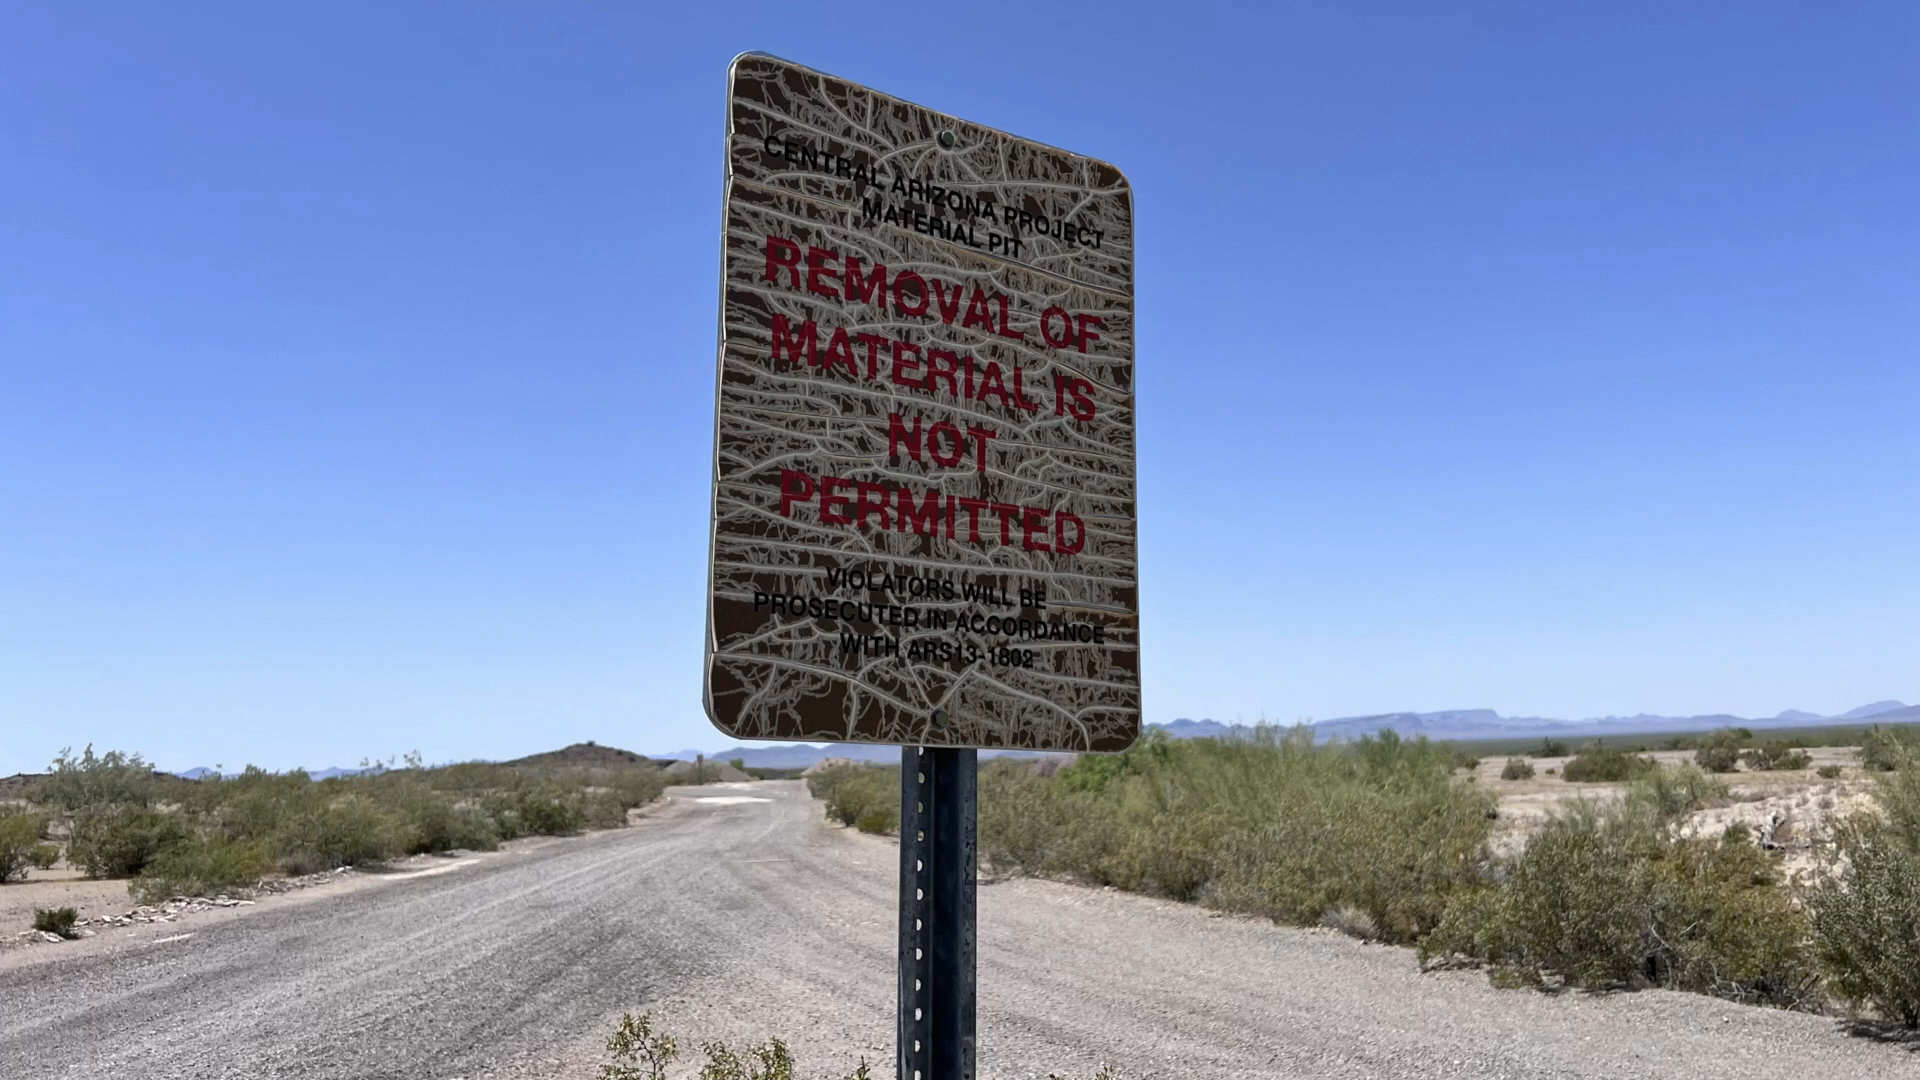 CENTRAL ARIZONA PROJECT
MATERIAL PIT
REMOVAL OF
MATERIAL IS
NOT
PERMITTED
VIOLATORS WILL BE
PROSECUTED IN ACCORDANCE
WITH ARS13-1802